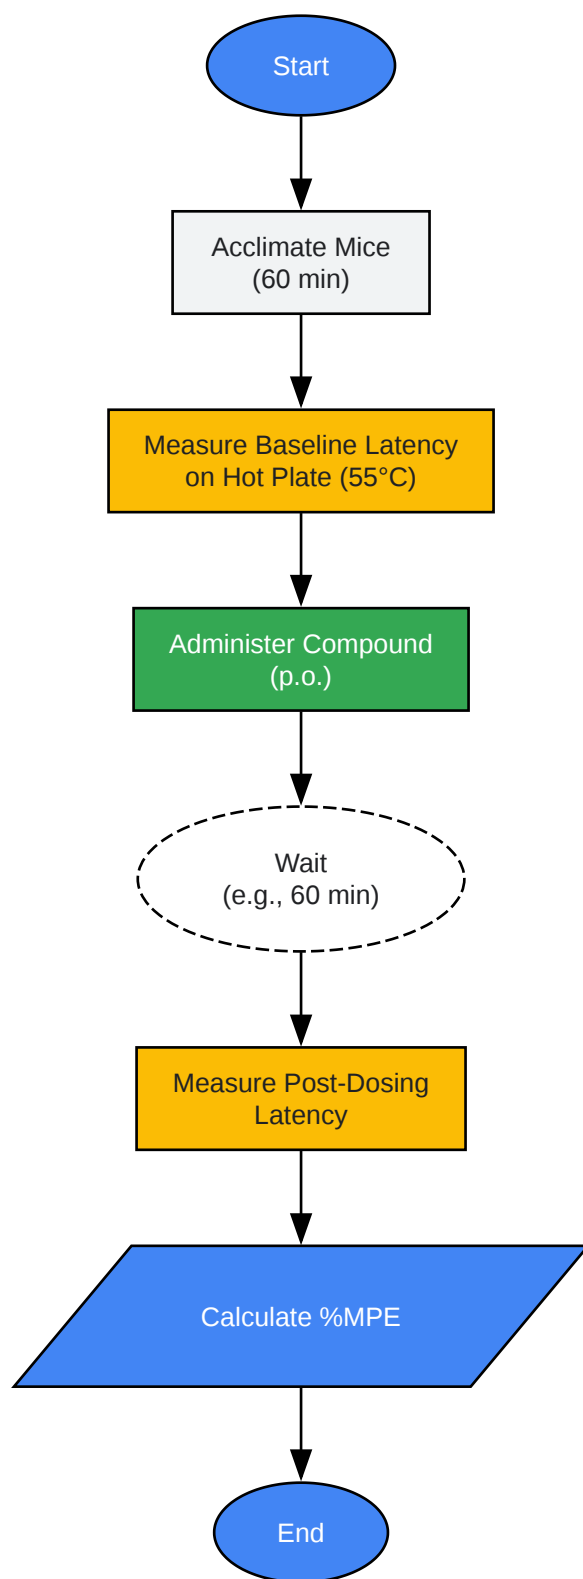 Start
Acclimate Mice
(60 min)
Measure Baseline Latency
on Hot Plate (55°C)
Administer Compound
(p.o.)
Wait
(e.g., 60 min)
Measure Post-Dosing
Latency
Calculate %MPE
End